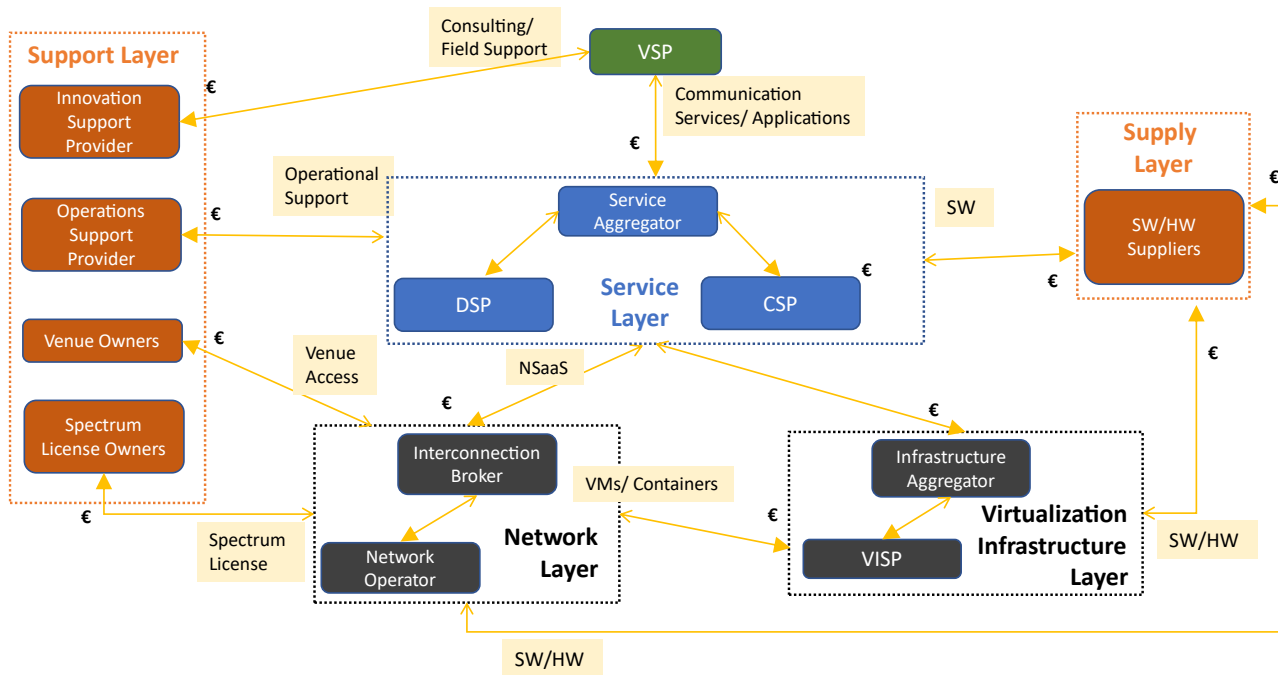 Consulting/
Field Support
VSP
Support Layer
€
Innovation
Support
Provider
Communication
Services/ Applications
€
Supply
Layer
€
Operational
Support
Service
Aggregator
SW
Operations
Support
Provider
€
SW/HW
Suppliers
€
€
DSP
Service
Layer
CSP
Venue Owners
€
Venue
Access
NSaaS
€
€
€
Spectrum
License Owners
Interconnection
Broker
Infrastructure
Aggregator
VMs/ Containers
€
€
Spectrum
License
Network
Operator
Network
Layer
VISP
Virtualization
Infrastructure
Layer
SW/HW
SW/HW